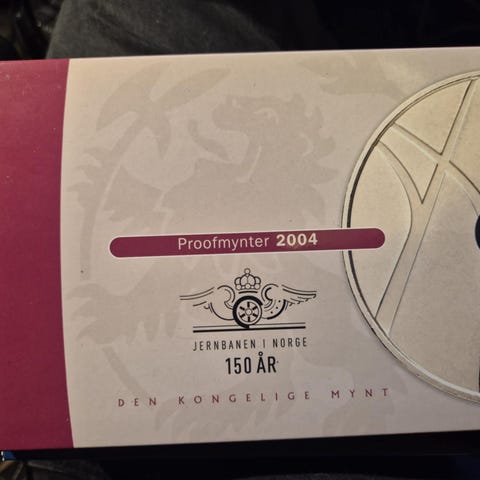 Proofmynter 2004
JERNBANEN I NORGE
150 ÅR
DEN KONGELIGE MYNT